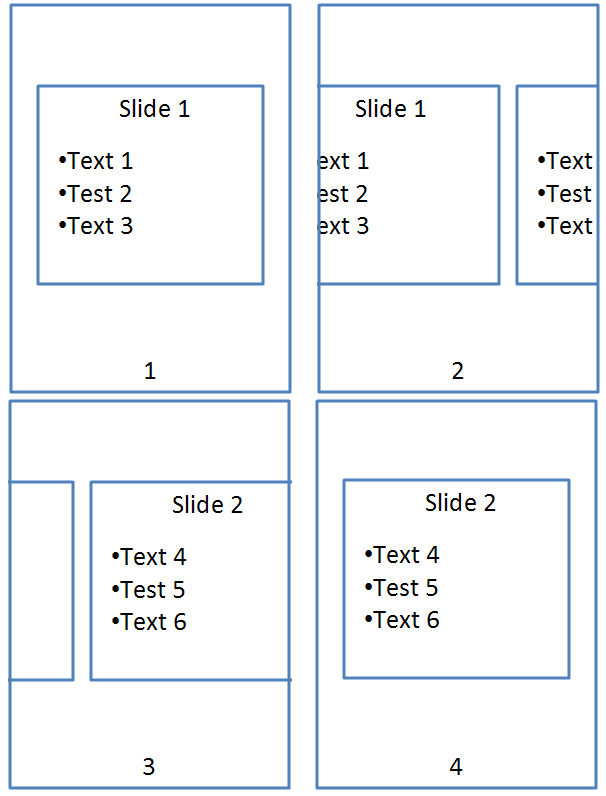 Slide 1
•Text 1
•Test 2
•Text 3
1
Slide 1
ext 1
est 2
ext 3
•Text
•Test
•Text
2
Slide 2
•Text 4
•Test 5
•Text 6
3
Slide 2
•Text 4
•Test 5
•Text 6
4